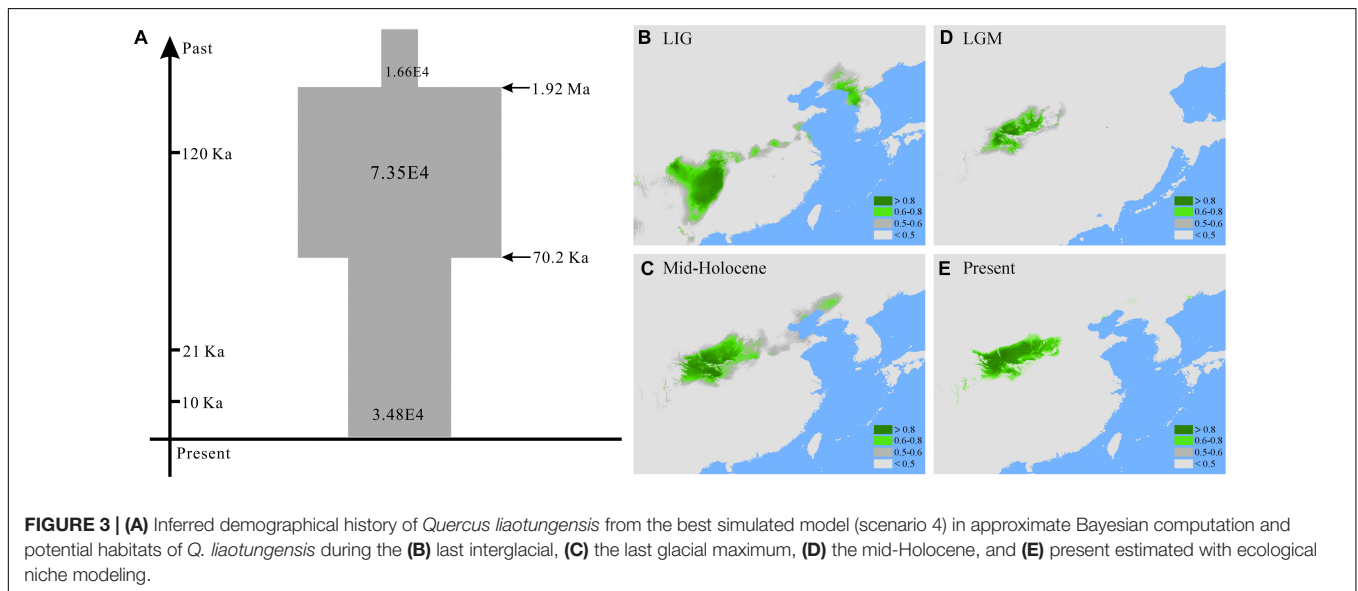 A
Past
1.66E4
1.92 Ma
120 Ka
7.35E4
70.2 Ka
21 Ka
10 Ka
3.48E4
Present
B LIG
> 0.8
0.6-0.8
0.5-0.6
< 0.5
D LGM
> 0.8
0.6-0.8
0.5-0.6
< 0.5
C Mid-Holocene
> 0.8
0.6-0.8
0.5-0.6
< 0.5
E Present
> 0.8
0.6-0.8
0.5-0.6
< 0.5
FIGURE 3 | (A) Inferred demographical history of Quercus liaotungensis from the best simulated model (scenario 4) in approximate Bayesian computation and
potential habitats of Q. liaotungensis during the (B) last interglacial, (C) the last glacial maximum, (D) the mid-Holocene, and (E) present estimated with ecological
niche modeling.